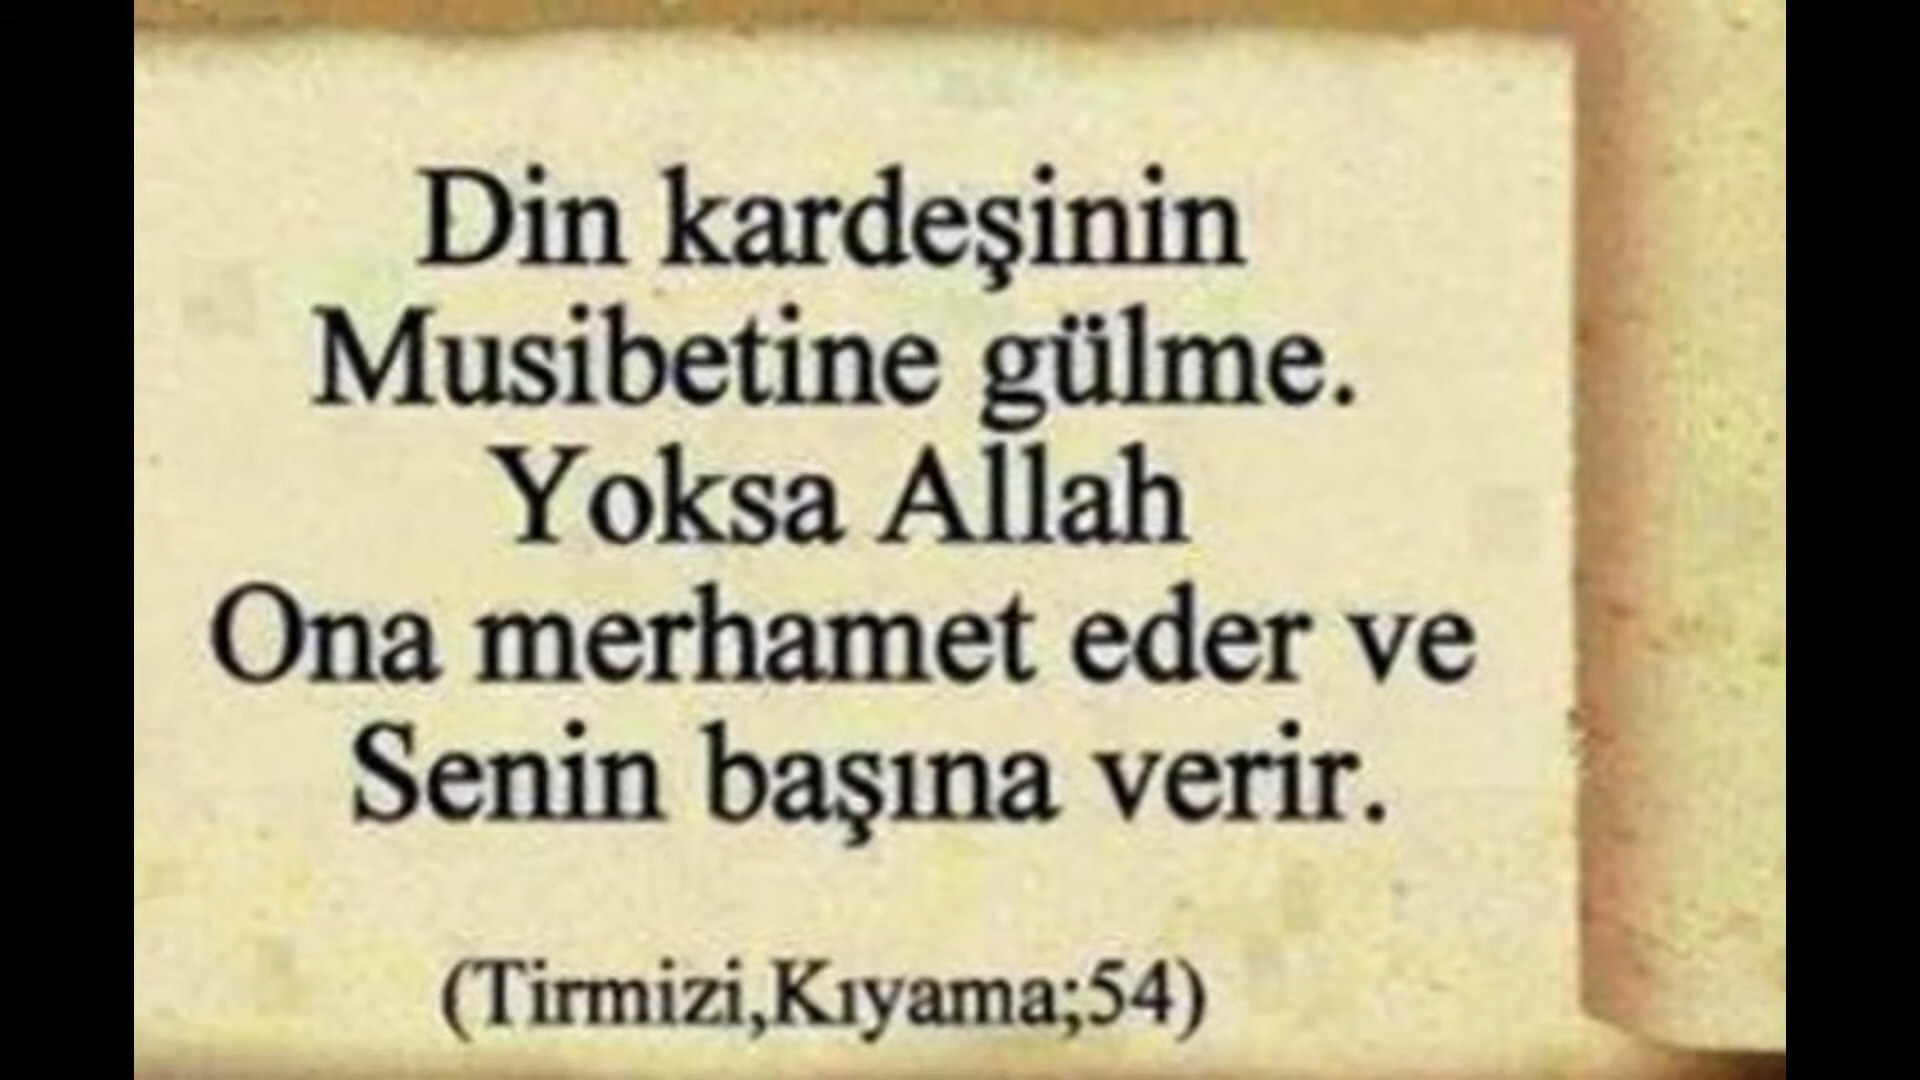 Din kardeşinin
Musibetine gülme.
Yoksa Allah
Ona merhamet eder ve
Senin başına verir.
(Tirmizi,Kıyama;54)